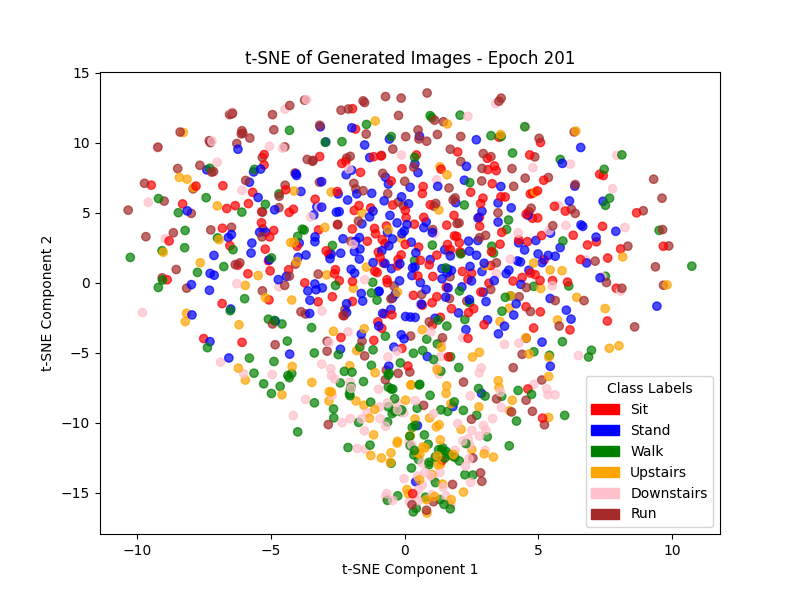 t-SNE of Generated Images - Epoch 201
15
10
5
0
−5
−10
−15
t-SNE Component 2
Class Labels
Sit
Stand
Walk
Upstairs
Downstairs
Run
−10 −5 0 5 10
t-SNE Component 1